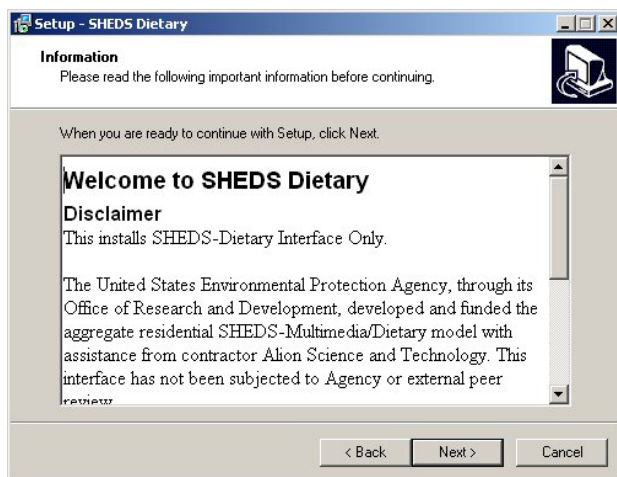 Setup - SHEDS Dietary
Information
Please read the following important information before continuing.
When you are ready to continue with Setup, click Next.
Welcome to SHEDS Dietary
Disclaimer
This installs SHEDS-Dietary Interface Only.
The United States Environmental Protection Agency, through its
Office of Research and Development, developed and funded the
aggregate residential SHEDS-Multimedia/Dietary model with
assistance from contractor Alion Science and Technology. This
interface has not been subjected to Agency or external peer
review.
< Back
Next >
Cancel